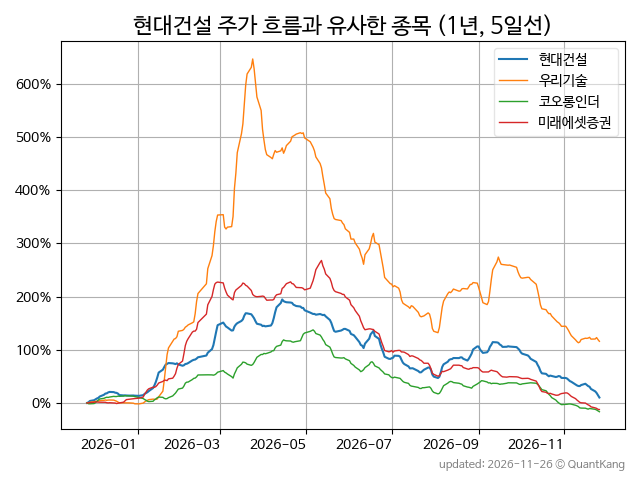 현대건설 주가 흐름과 유사한 종목 (1년, 5일선)
현대건설
우리기술
코오롱인더
미래에셋증권
600%
500%
400%
300%
200%
100%
0%
2026-01 2026-03 2026-05 2026-07 2026-09 2026-11
updated: 2026-11-26 ⓒ QuantKang